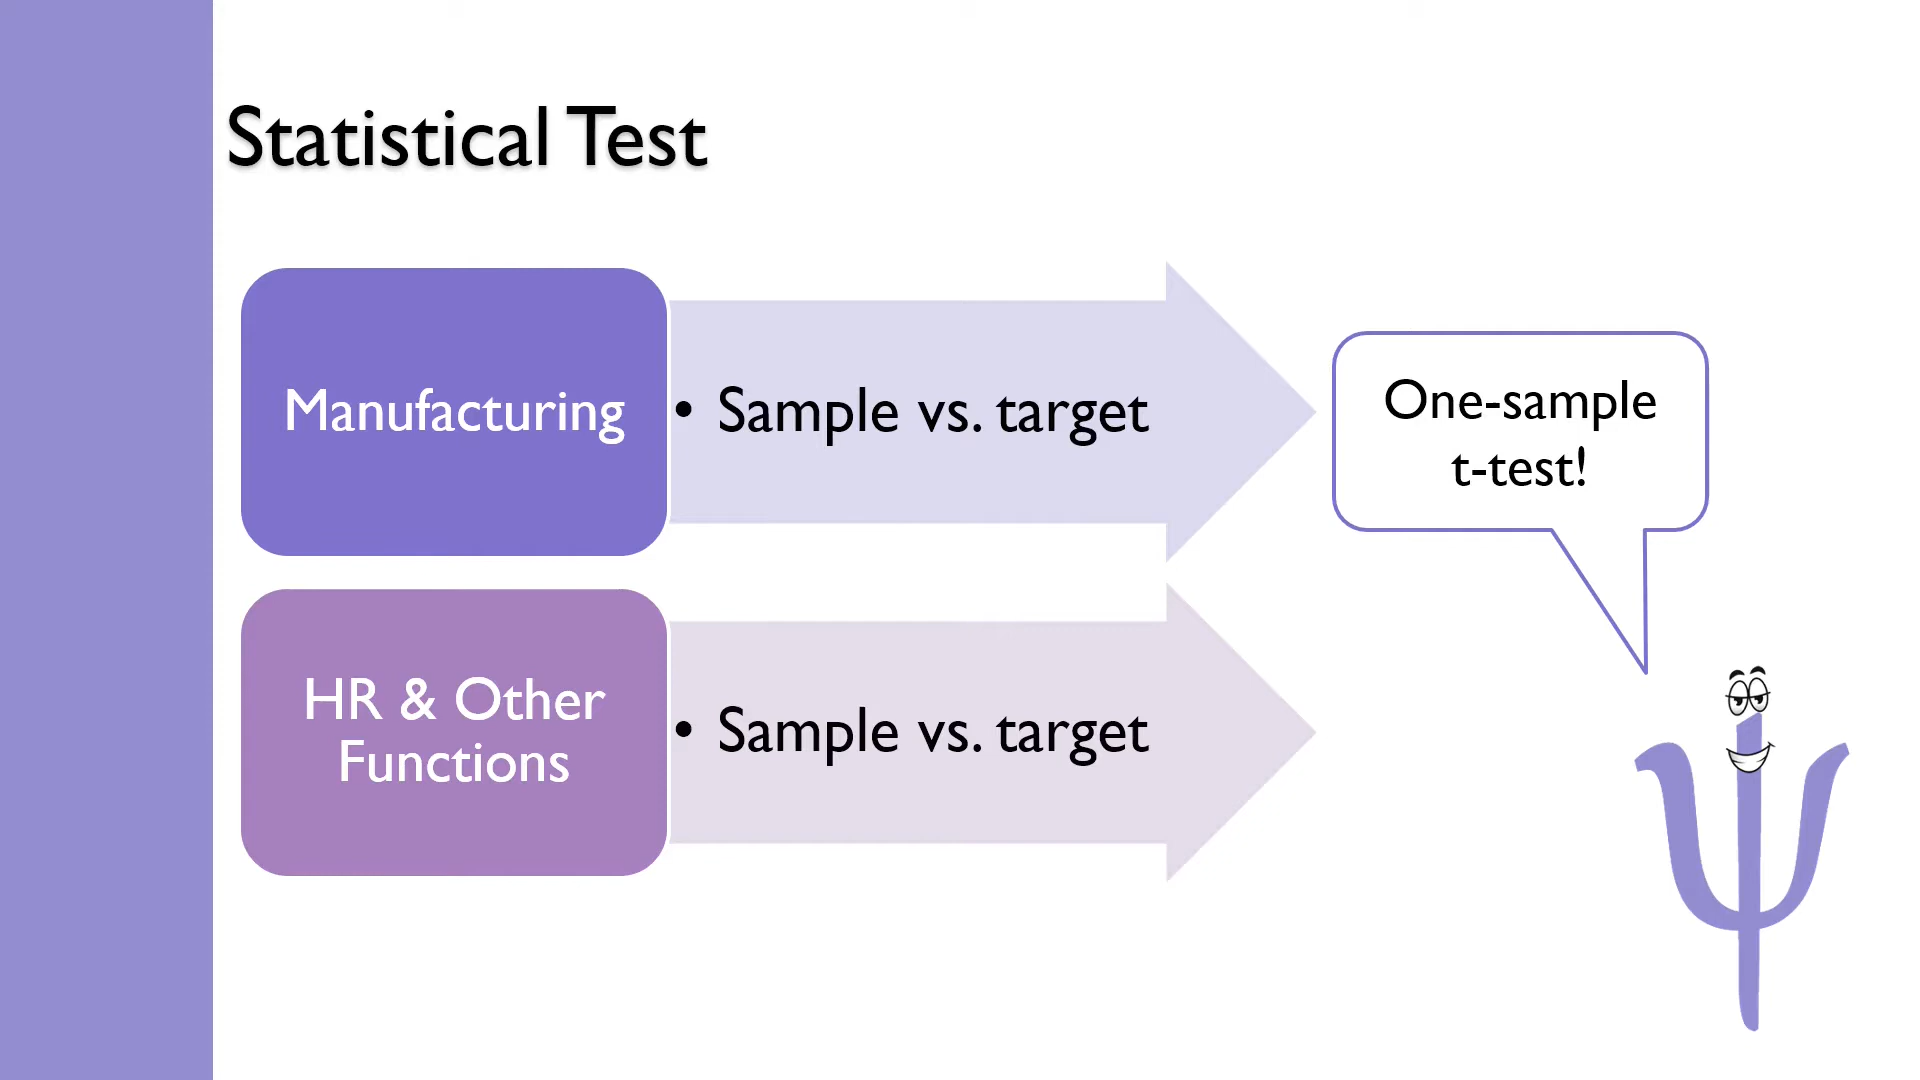 Statistical Test
Manufacturing
• Sample vs. target
One-sample
t-test!
HR & Other
Functions
• Sample vs. target